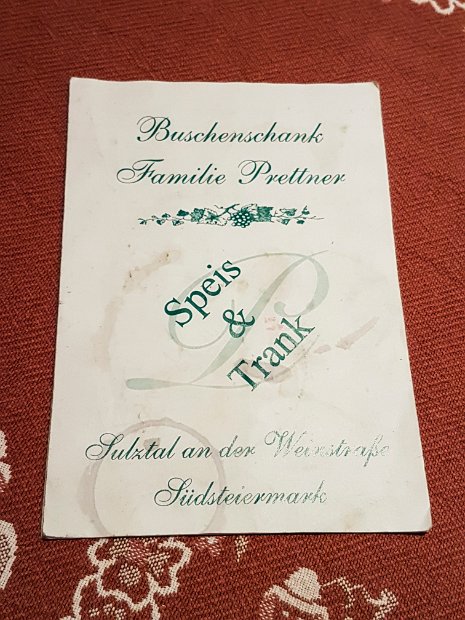 Buschenschank
Familie Prettner
P
Speis
&
Trank
Sulztal an der Weinstraße
Südsteiermark